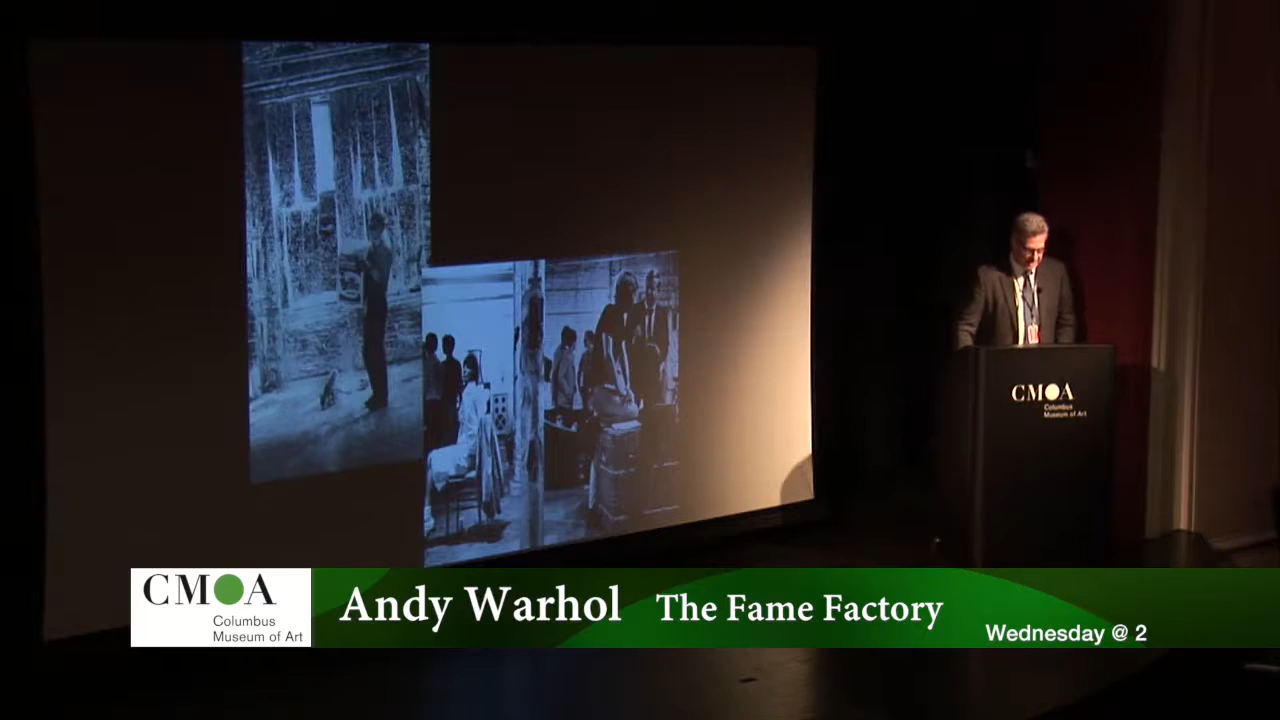 CMOA
Columbus
Museum of Art
CMOA
Columbus
Museum of Art
Andy Warhol The Fame Factory
Wednesday @ 2